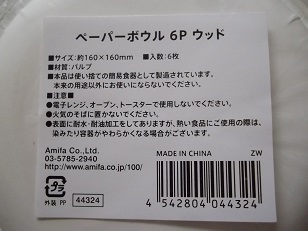 ペーパーボウル 6P ウッド
■サイズ：約160×160mm ■入数：6枚
■材質：パルプ
■本品は使い捨ての簡易食器として製造されています。
本来の用途以外にお使いにならないでください。
■注意■
●電子レンジ、オーブン、トースターで使用しないでください。
●火気のそばに置かないでください。
●表面に耐水・耐油加工をしてありますが、熱い食品にご使用の際は、
染みたり容器がやわらかくなる場合がございます。
Amifa Co.,Ltd.
03-5785-2940
http://www.amifa.co.jp/100/
MADE IN CHINA ZW
プラ
外装：PP
44324
4 542804 044324